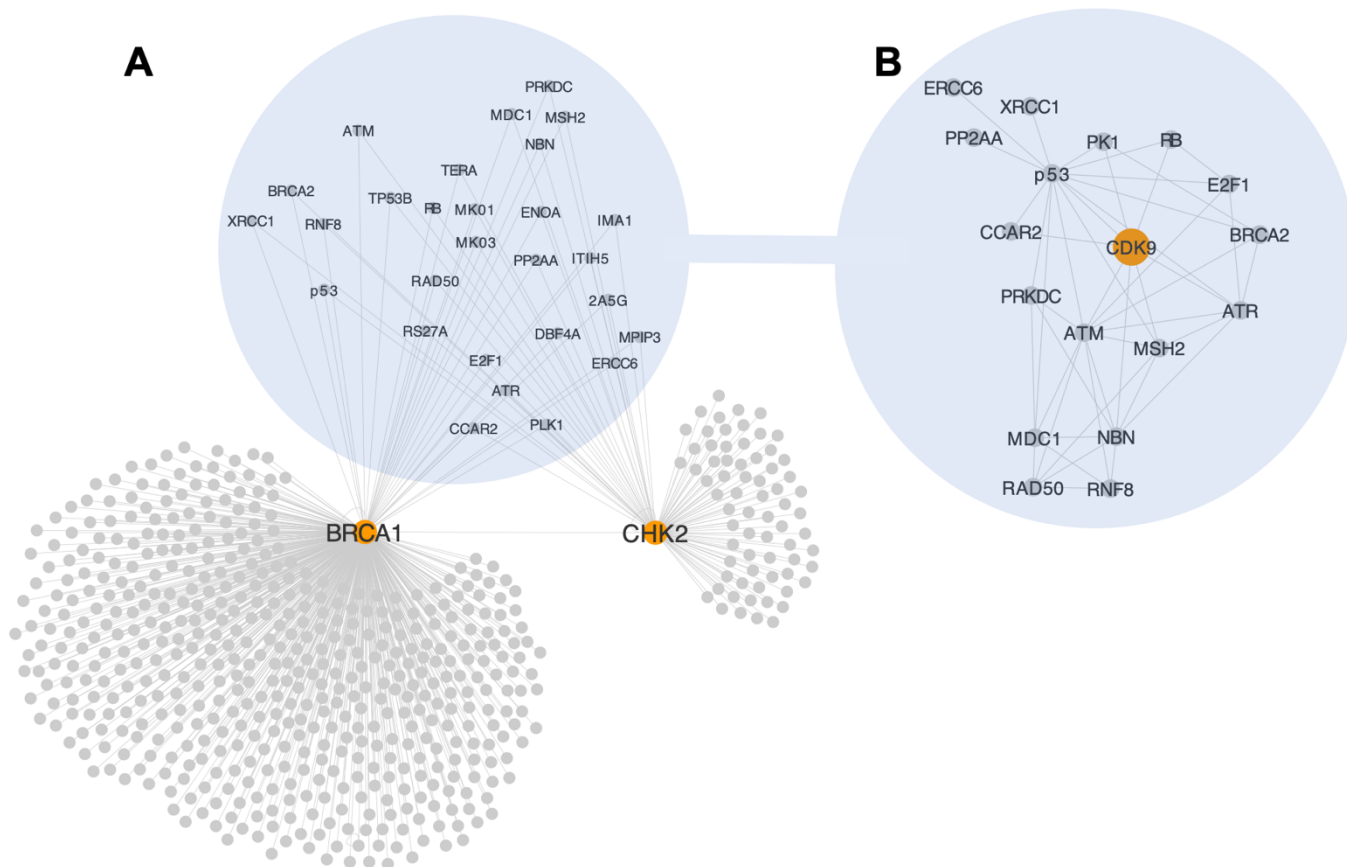 A
B
PRKDC
MDC1
MSH2
ATM
NBN
TERA
BRCA2
TP53B
RB
MK01
ENOA
IMA1
XRCC1
RNF8
MK03
PP2AA
ITIH5
p53
RAD50
2A5G
RS27A
DBF4A
MPIP3
E2F1
ERCC6
ATR
CCAR2
PLK1
BRCA1
CHK2
ERCC6
XRCC1
PP2AA
PK1
RB
p53
E2F1
CCAR2
CDK9
BRCA2
PRKDC
ATR
ATM
MSH2
MDC1
NBN
RAD50
RNF8